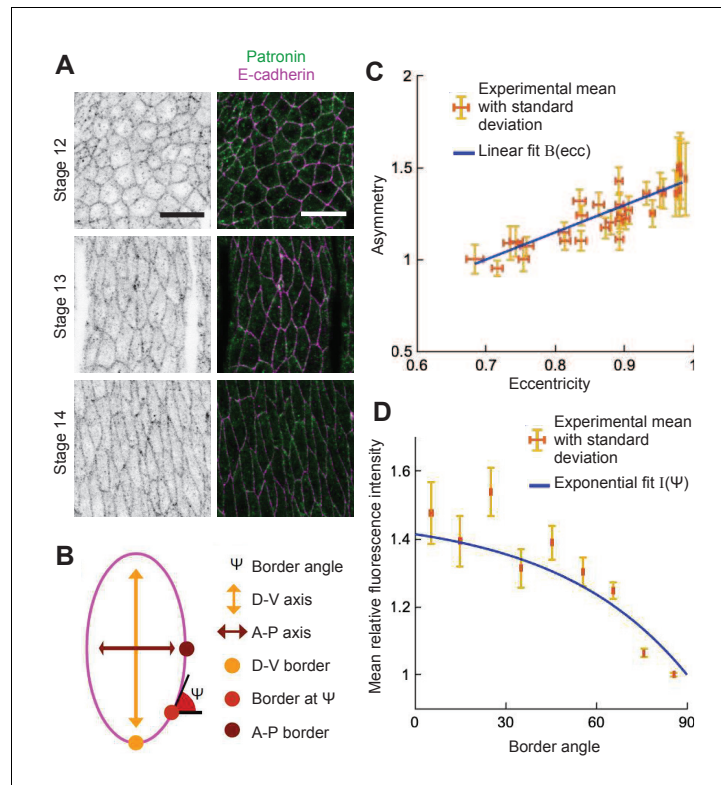 A
Patronin
E-cadherin
Stage 12
Stage 13
Stage 14
B
Ψ Border angle
D-V axis
A-P axis
D-V border
Border at Ψ
A-P border
Ψ
C
Experimental mean
with standard
deviation
Linear fit B(ecc)
Asymmetry
2
1.5
1
0.5
0.6
0.7
0.8
0.9
1
Eccentricity
D
Experimental mean
with standard
deviation
Exponential fit I(Ψ)
Mean relative fluorescence intensity
1.6
1.4
1.2
1
0
30
60
90
Border angle